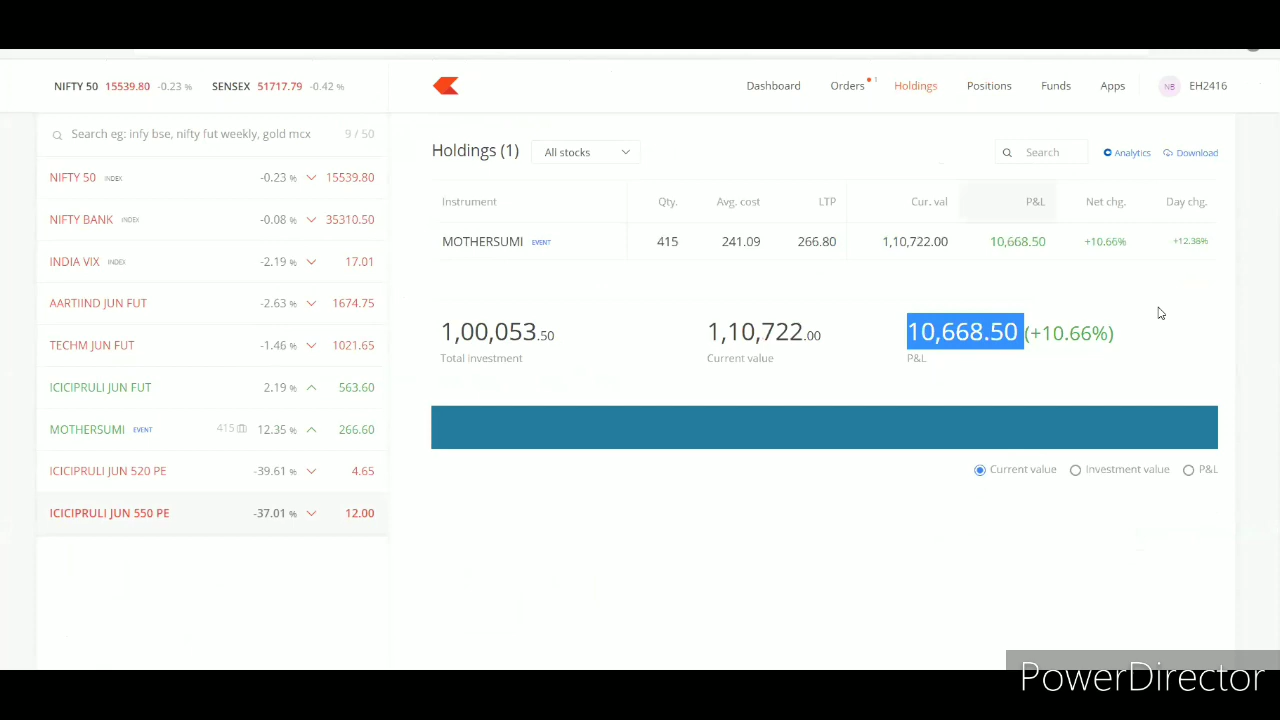 NIFTY 50 15539.80 -0.23 % SENSEX 51717.79 -0.42 %
Dashboard Orders 1 Holdings Positions Funds Apps NB EH2416
Search eg: infy bse, nifty fut weekly, gold mcx 9 / 50
NIFTY 50 INDEX -0.23 % 15539.80
NIFTY BANK INDEX -0.08 % 35310.50
INDIA VIX INDEX -2.19 % 17.01
AARTIIND JUN FUT -2.63 % 1674.75
TECHM JUN FUT -1.46 % 1021.65
ICICIPRULI JUN FUT 2.19 % 563.60
MOTHERSUMI EVENT 415 12.35 % 266.60
ICICIPRULI JUN 520 PE -39.61 % 4.65
ICICIPRULI JUN 550 PE -37.01 % 12.00
Holdings (1) All stocks Search Analytics Download
Instrument Qty. Avg. cost LTP Cur. val P&L Net chg. Day chg.
MOTHERSUMI EVENT 415 241.09 266.80 1,10,722.00 10,668.50 +10.66% +12.38%
1,00,053.50 1,10,722.00 10,668.50 (+10.66%)
Total investment Current value P&L
Current value Investment value P&L
PowerDirector